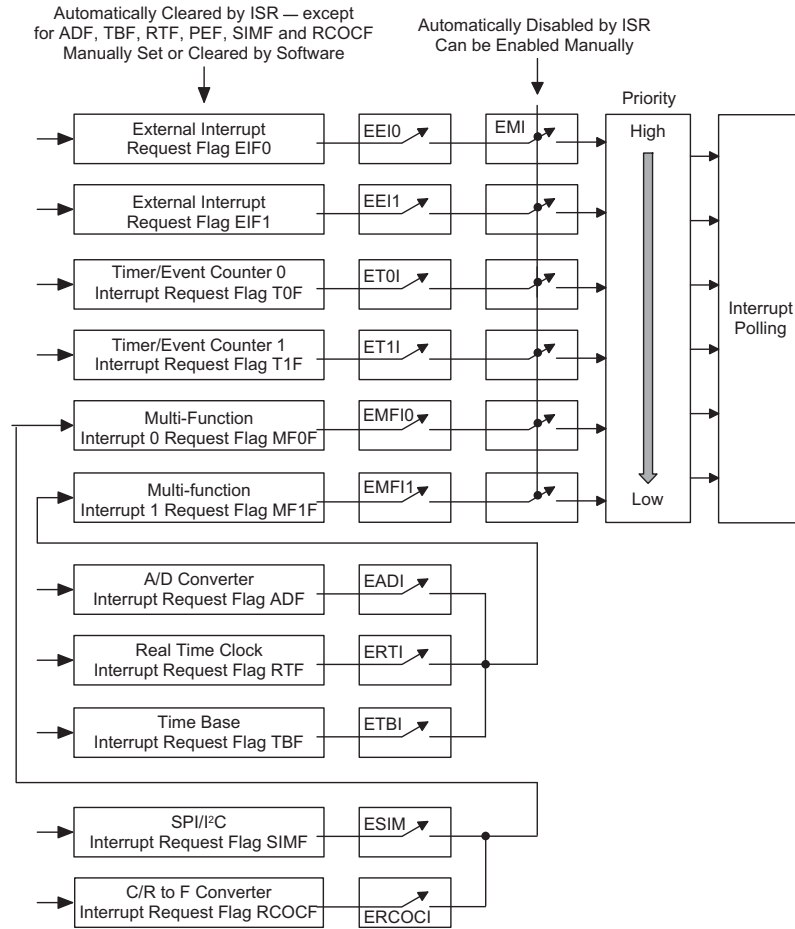 Automatically Cleared by ISR — except
for ADF, TBF, RTF, PEF, SIMF and RCOCF
Manually Set or Cleared by Software
Automatically Disabled by ISR
Can be Enabled Manually
Priority
External Interrupt
Request Flag EIF0
EEI0
EMI
High
External Interrupt
Request Flag EIF1
EEI1
Timer/Event Counter 0
Interrupt Request Flag T0F
ET0I
Interrupt
Polling
Timer/Event Counter 1
Interrupt Request Flag T1F
ET1I
Multi-Function
Interrupt 0 Request Flag MF0F
EMFI0
Multi-function
Interrupt 1 Request Flag MF1F
EMFI1
Low
A/D Converter
Interrupt Request Flag ADF
EADI
Real Time Clock
Interrupt Request Flag RTF
ERTI
Time Base
Interrupt Request Flag TBF
ETBI
SPI/I²C
Interrupt Request Flag SIMF
ESIM
C/R to F Converter
Interrupt Request Flag RCOCF
ERCOCI